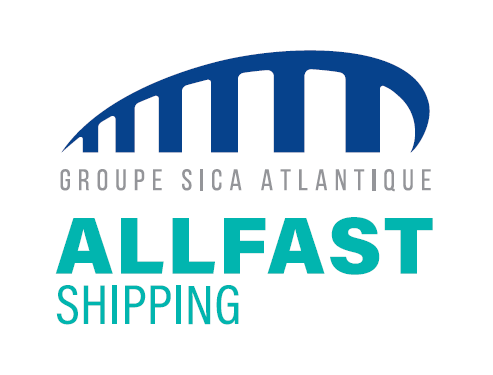 GROUPE SICA ATLANTIQUE
ALLFAST
SHIPPING